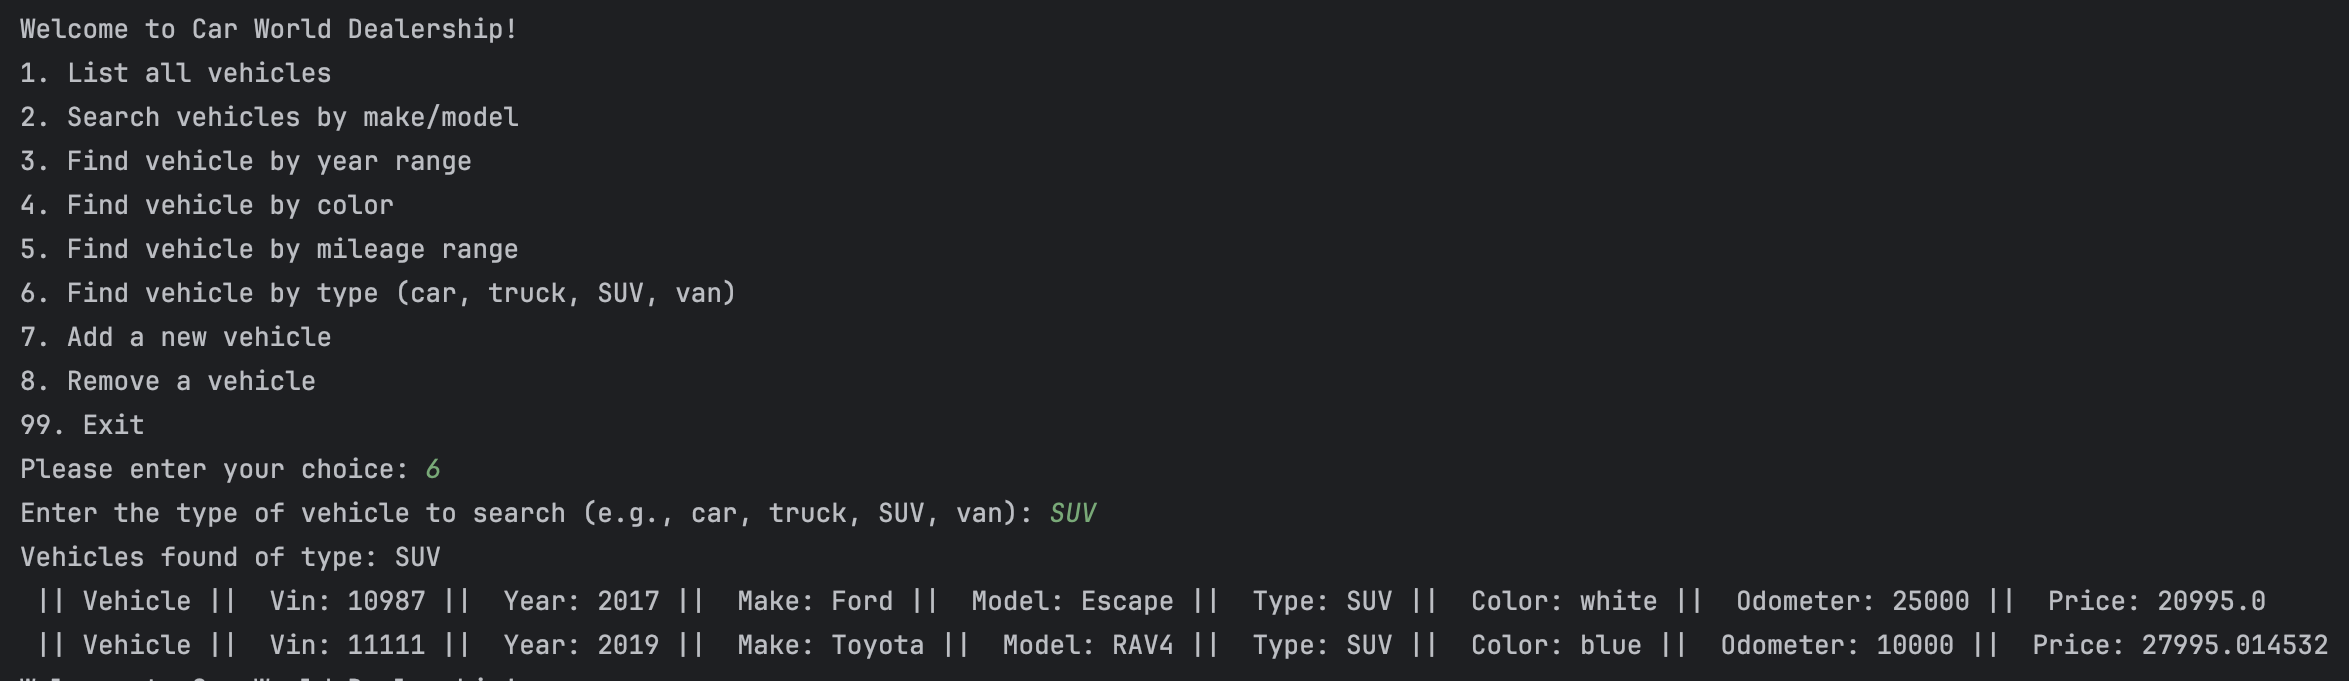 Welcome to Car World Dealership!
1. List all vehicles
2. Search vehicles by make/model
3. Find vehicle by year range
4. Find vehicle by color
5. Find vehicle by mileage range
6. Find vehicle by type (car, truck, SUV, van)
7. Add a new vehicle
8. Remove a vehicle
99. Exit
Please enter your choice: 6
Enter the type of vehicle to search (e.g., car, truck, SUV, van): SUV
Vehicles found of type: SUV
|| Vehicle ||  Vin: 10987 ||  Year: 2017 ||  Make: Ford ||  Model: Escape ||  Type: SUV ||  Color: white ||  Odometer: 25000 ||  Price: 20995.0
|| Vehicle ||  Vin: 11111 ||  Year: 2019 ||  Make: Toyota ||  Model: RAV4 ||  Type: SUV ||  Color: blue ||  Odometer: 10000 ||  Price: 27995.014532